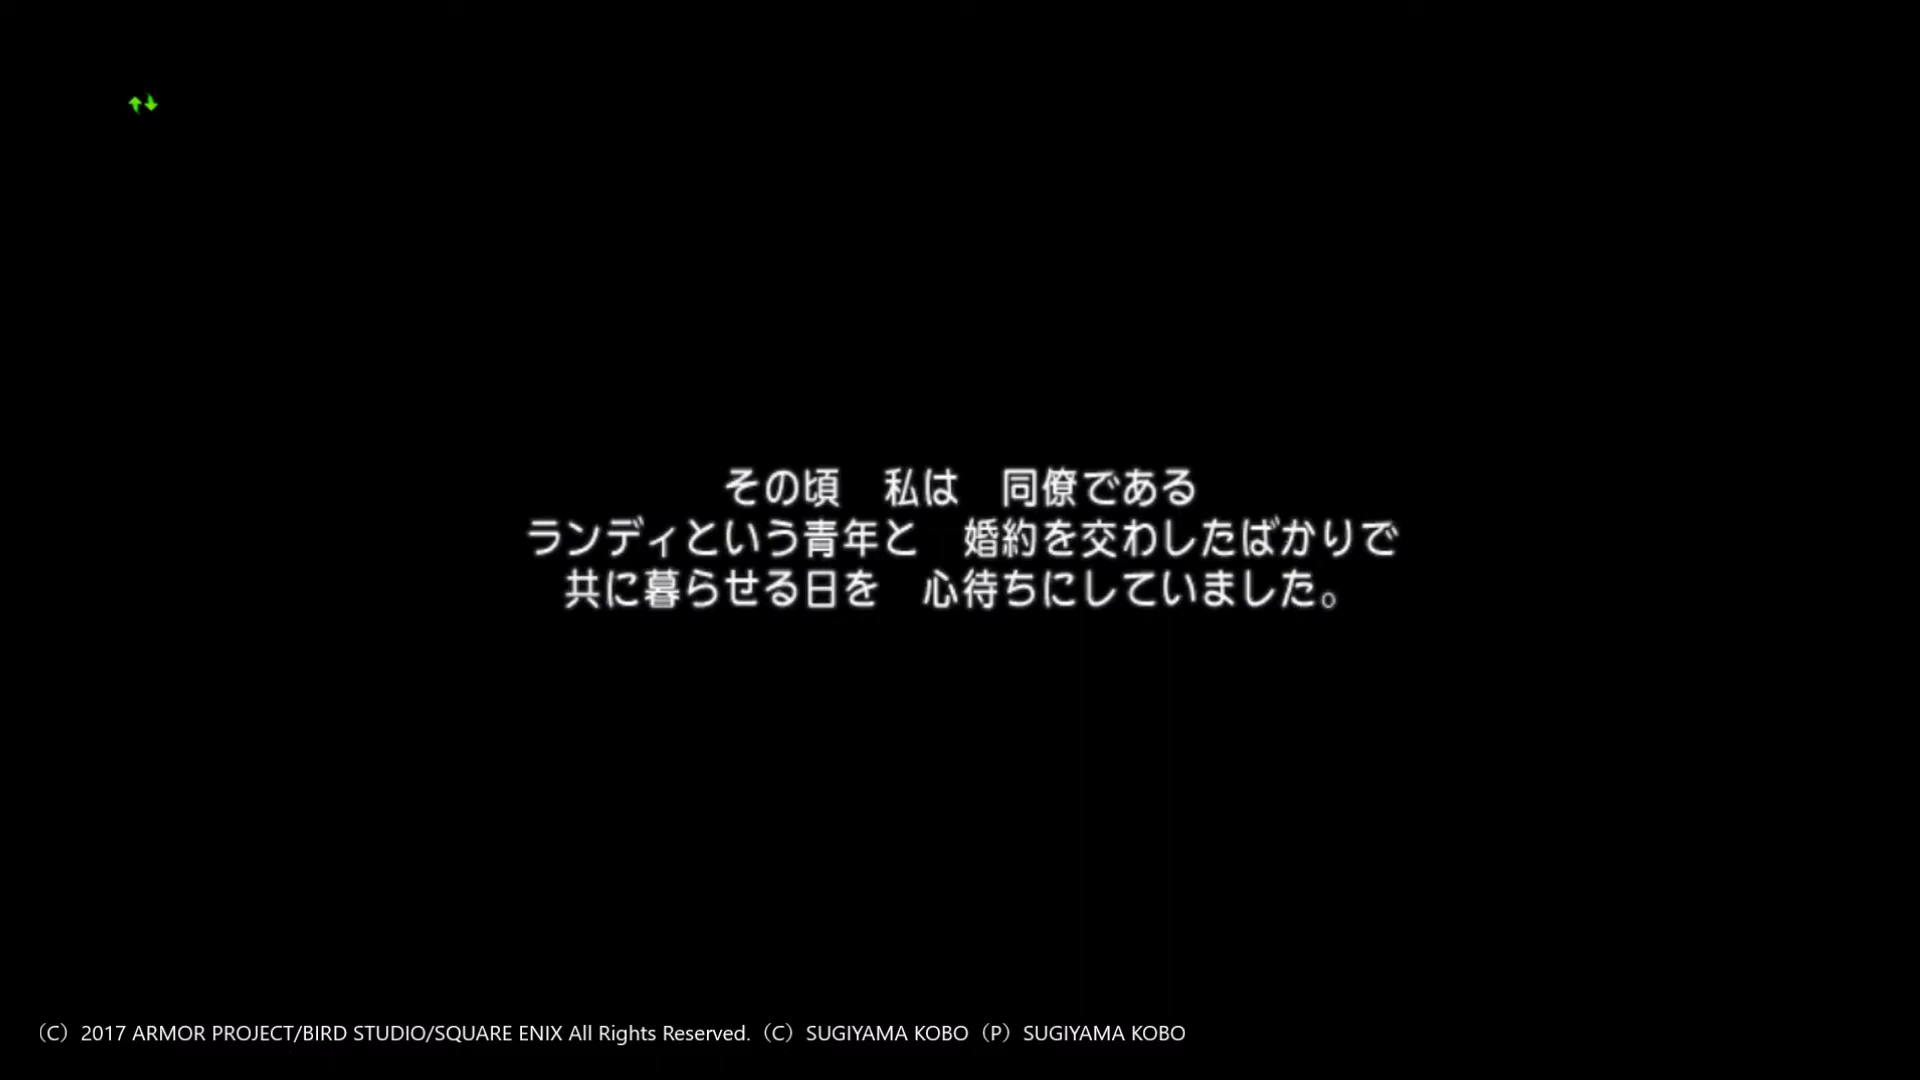 その頃　私は　同僚である
ランディという青年と　婚約を交わしたばかりで
共に暮らせる日を　心待ちにしていました。
（C）2017 ARMOR PROJECT/BIRD STUDIO/SQUARE ENIX All Rights Reserved.（C）SUGIYAMA KOBO（P）SUGIYAMA KOBO